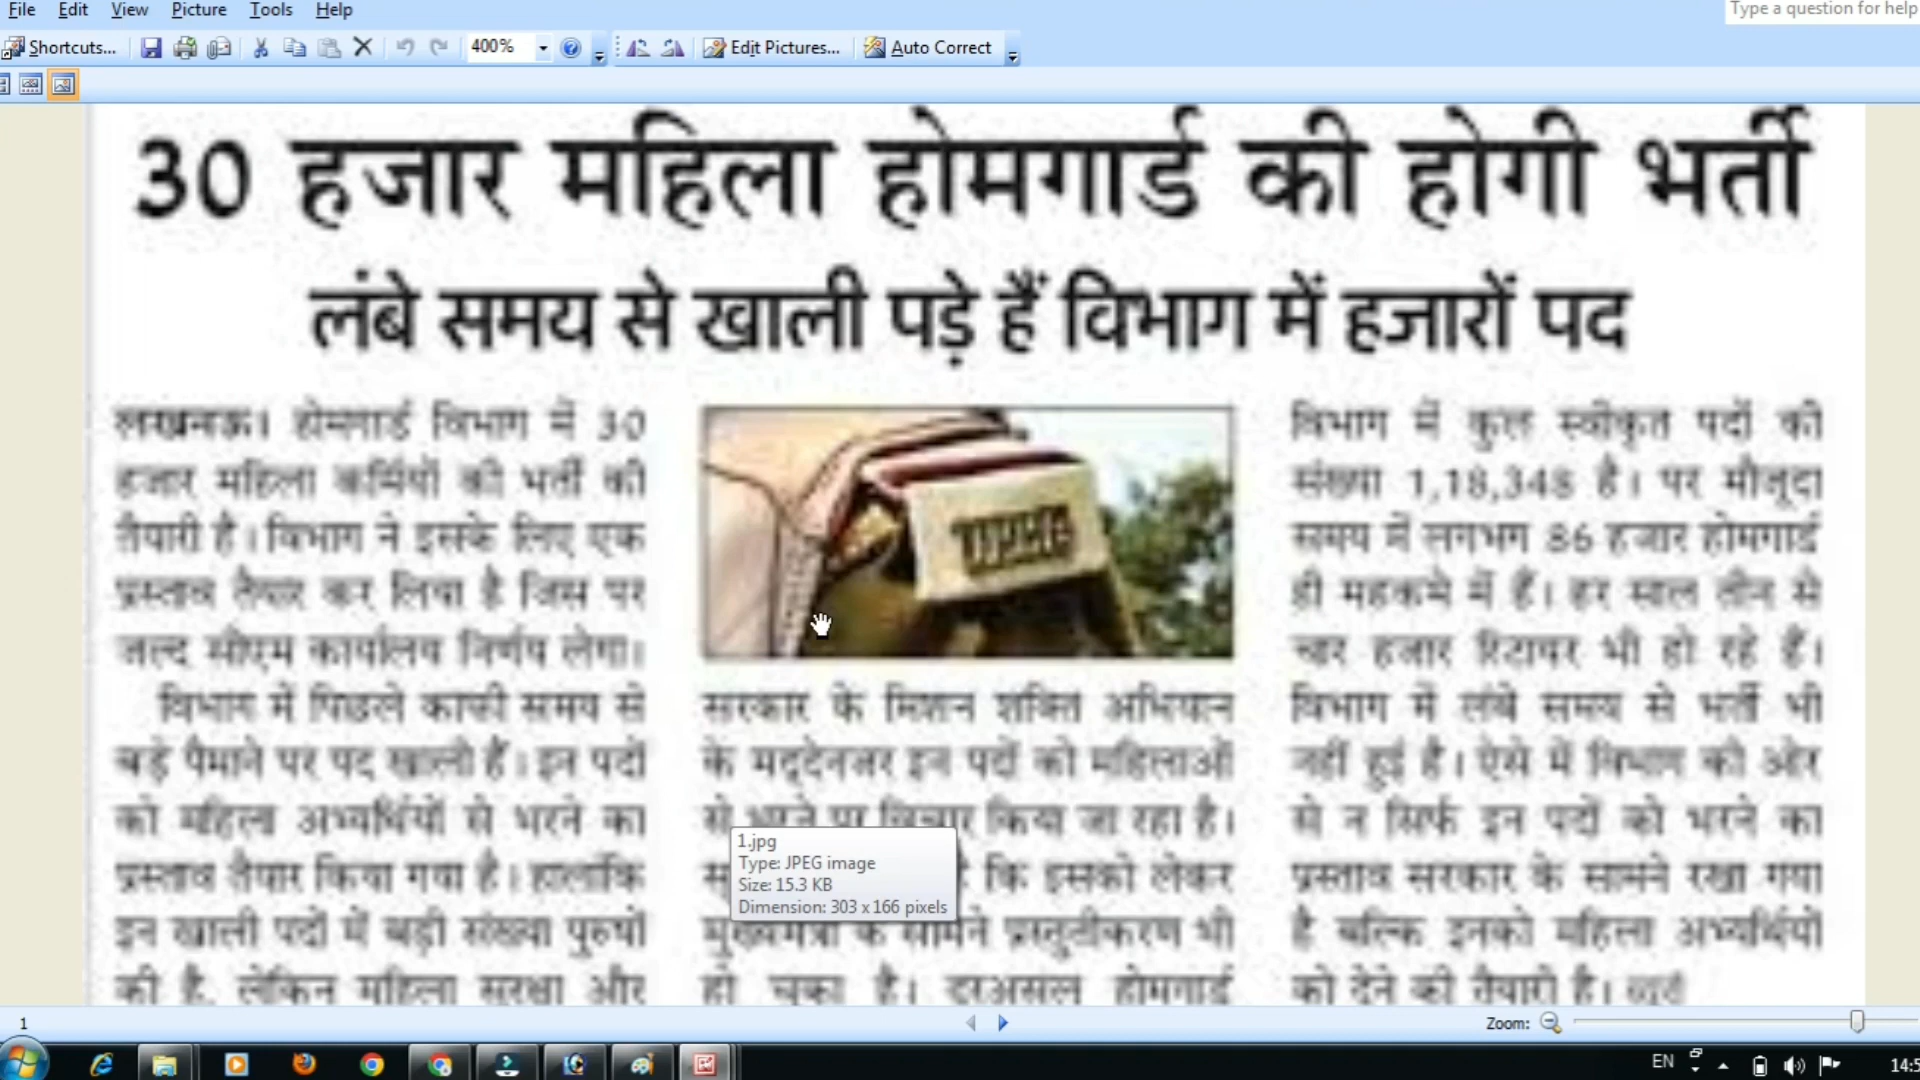 File Edit View Picture Tools Help
Type a question for help
Shortcuts... 400% Edit Pictures... Auto Correct
30 हजार महिला होमगार्ड की होगी भर्ती
लंबे समय से खाली पड़े हैं विभाग में हजारों पद
लखनऊ। होमगार्ड विभाग में 30
हजार महिला कर्मियों की भर्ती की
तैयारी है। विभाग ने इसके लिए एक
प्रस्ताव तैयार कर लिया है जिस पर
जल्द सीएम कार्यालय निर्णय लेगा।
विभाग में पिछले काफी समय से
बड़े पैमाने पर पद खाली हैं। इन पदों
को महिला अभ्यर्थियों से भरने का
प्रस्ताव तैयार किया गया है। हालांकि
इन खाली पदों में बड़ी संख्या पुरुषों
की है, लेकिन महिला सुरक्षा और
UPHG
सरकार के मिशन शक्ति अभियान
के मद्देनजर इन पदों को महिलाओं
से भरने पर विचार किया जा रहा है।
कि इसको लेकर
मुख्यमंत्री के सामने प्रस्तुतीकरण भी
हो चुका है। दरअसल होमगार्ड
1.jpg
Type: JPEG image
Size: 15.3 KB
Dimension: 303 x 166 pixels
विभाग में कुल स्वीकृत पदों की
संख्या 1,18,348 है। पर मौजूदा
समय में लगभग 86 हजार होमगार्ड
ही महकमे में हैं। हर साल तीन से
चार हजार रिटायर भी हो रहे हैं।
विभाग में लंबे समय से भर्ती भी
नहीं हुई है। ऐसे में विभाग की ओर
से न सिर्फ इन पदों को भरने का
प्रस्ताव सरकार के सामने रखा गया
है बल्कि इनको महिला अभ्यर्थियों
को देने की तैयारी है।
1
Zoom:
EN